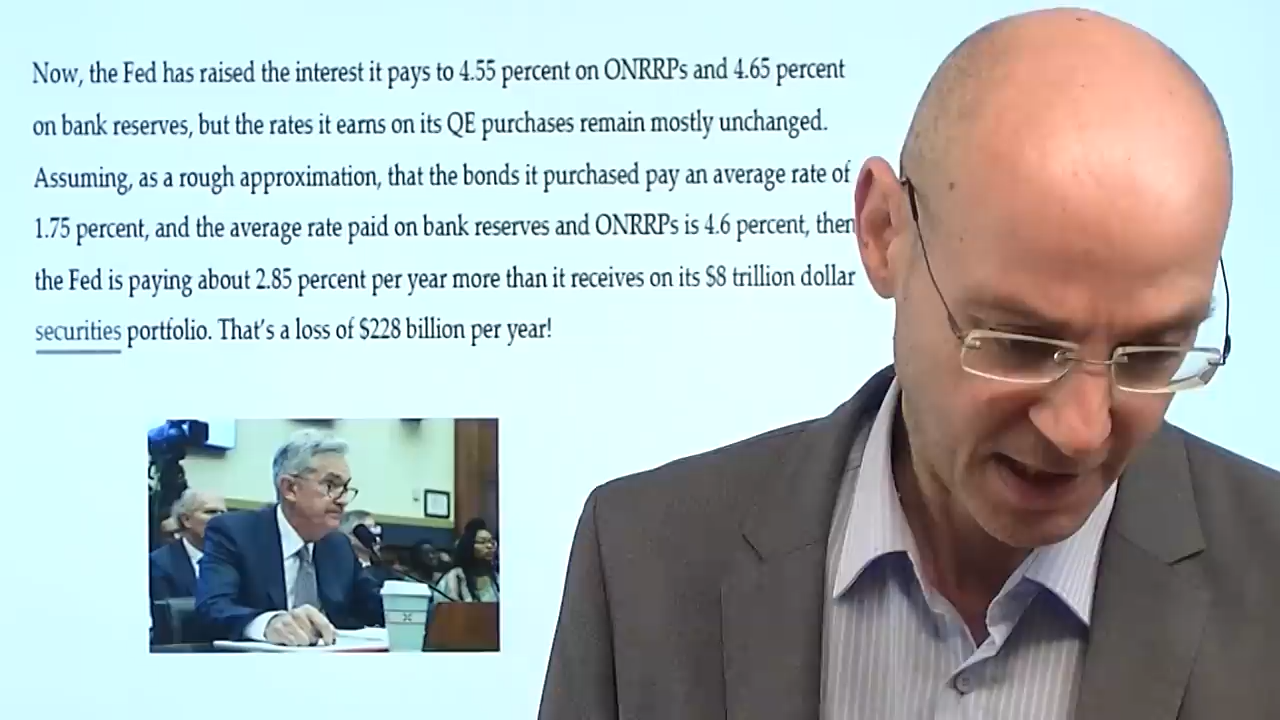 Now, the Fed has raised the interest it pays to 4.55 percent on ONRRPs and 4.65 percent
on bank reserves, but the rates it earns on its QE purchases remain mostly unchanged.
Assuming, as a rough approximation, that the bonds it purchased pay an average rate of
1.75 percent, and the average rate paid on bank reserves and ONRRPs is 4.6 percent, then
the Fed is paying about 2.85 percent per year more than it receives on its $8 trillion dollar
securities portfolio. That's a loss of $228 billion per year!